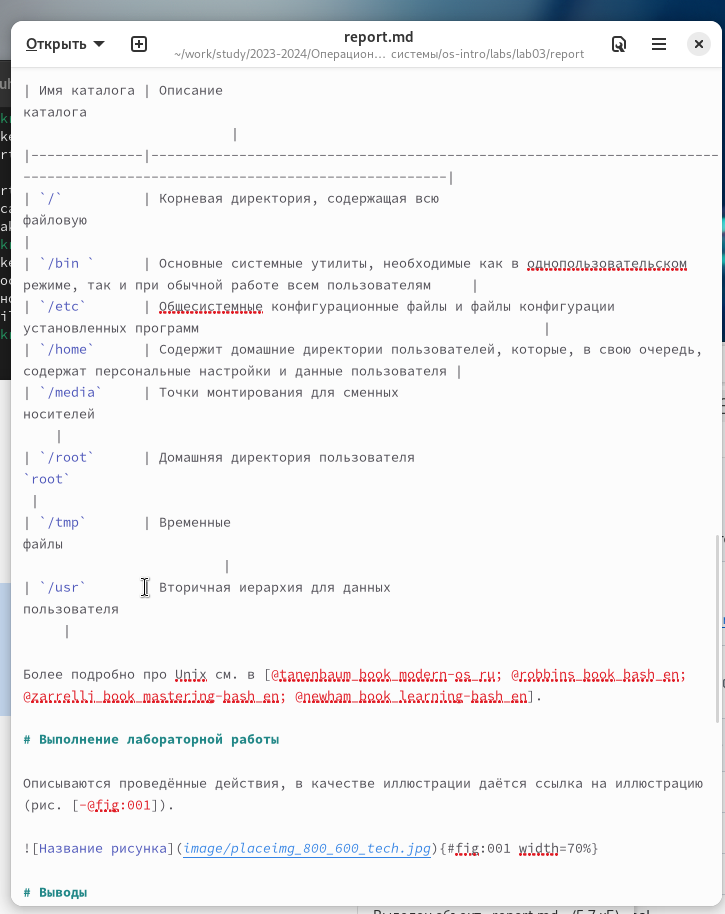 Открыть
report.md
~/work/study/2023-2024/Операцион… системы/os-intro/labs/lab03/report
| Имя каталога | Описание
каталога
|
|--------------|-----------------------------------------------------------------------
-----------------------------------------------------|
| `/`          | Корневая директория, содержащая всю
файловую
|
| `/bin `      | Основные системные утилиты, необходимые как в однопользовательском
режиме, так и при обычной работе всем пользователям     |
| `/etc`       | Общесистемные конфигурационные файлы и файлы конфигурации
установленных программ                                           |
| `/home`      | Содержит домашние директории пользователей, которые, в свою очередь,
содержат персональные настройки и данные пользователя |
| `/media`     | Точки монтирования для сменных
носителей
|
| `/root`      | Домашняя директория пользователя
`root`
|
| `/tmp`       | Временные
файлы
|
| `/usr`       | Вторичная иерархия для данных
пользователя
|
Более подробно про Unix см. в [@tanenbaum_book_modern-os_ru; @robbins_book_bash_en;
@zarrelli_book_mastering-bash_en; @newham_book_learning-bash_en].
# Выполнение лабораторной работы
Описываются проведённые действия, в качестве иллюстрации даётся ссылка на иллюстрацию
(рис. [-@fig:001]).
![Название рисунка](image/placeimg_800_600_tech.jpg){#fig:001 width=70%}
# Выводы